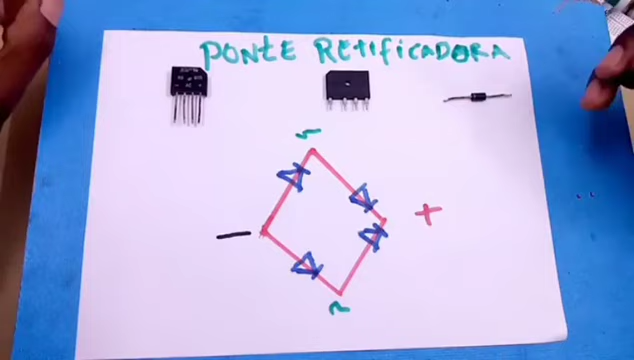 PONTE RETIFICADORA
~
+
—
~